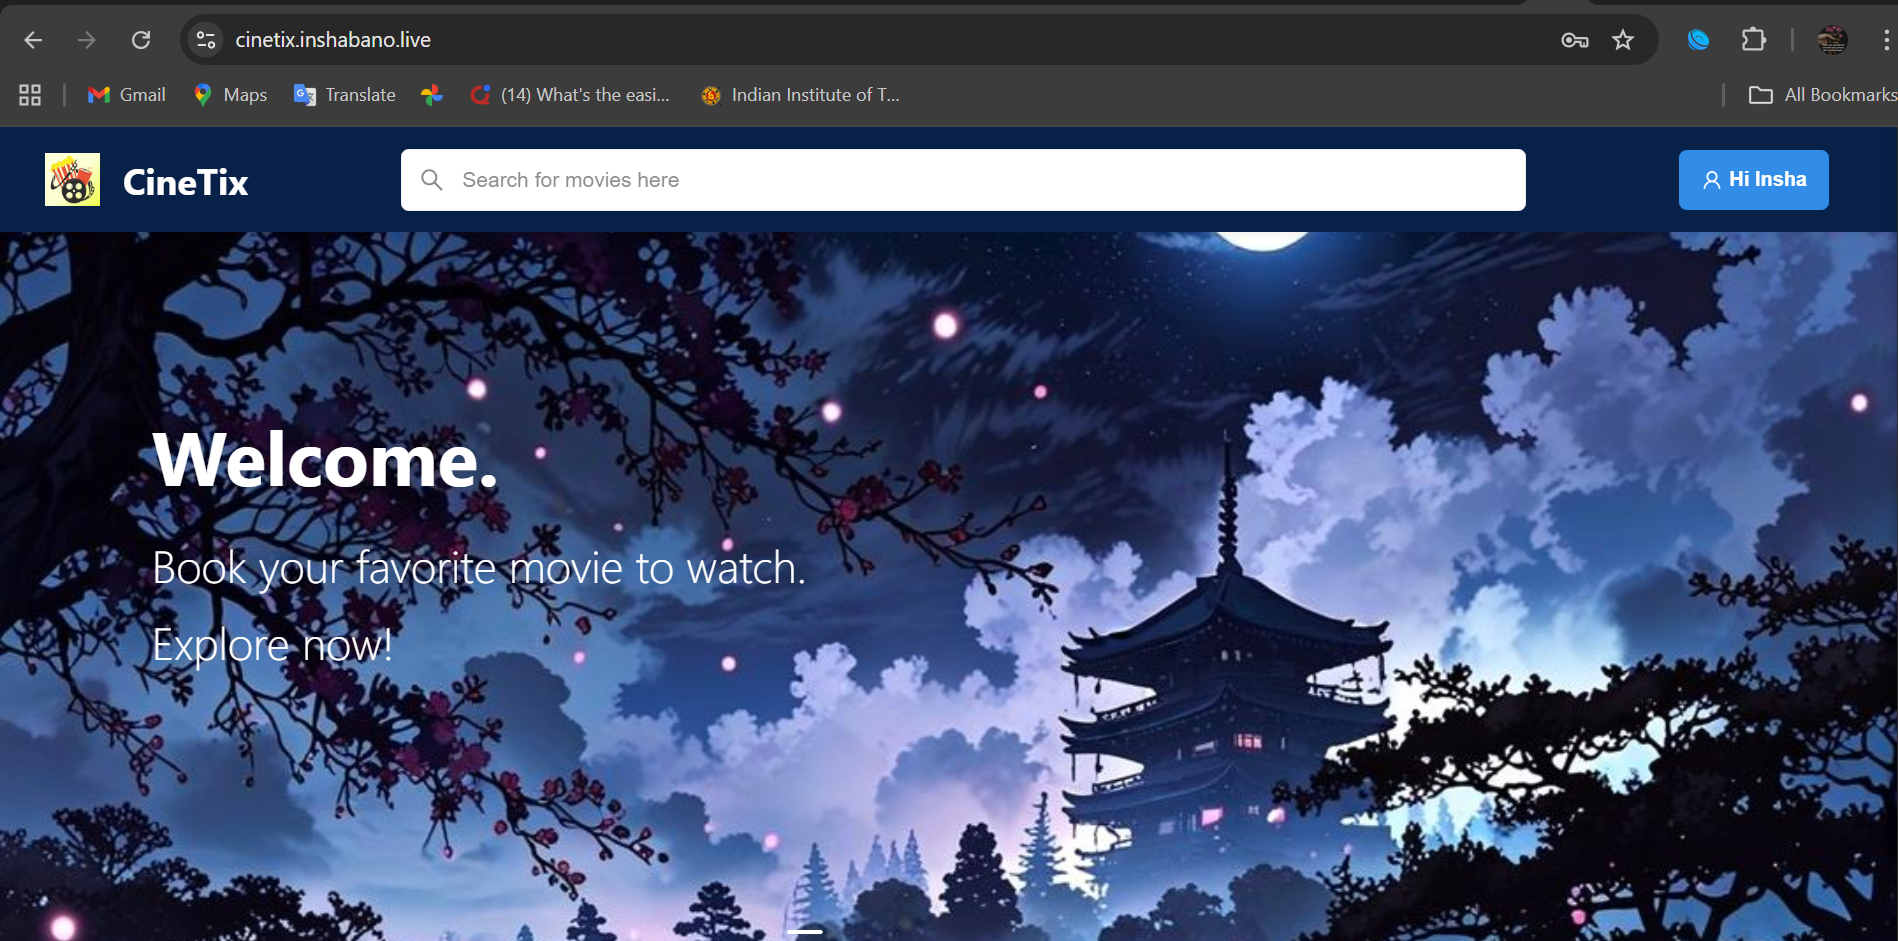 cinetix.inshabano.live
Gmail
Maps
Translate
(14) What's the easi...
Indian Institute of T...
All Bookmarks
CineTix
Search for movies here
Hi Insha
Welcome.
Book your favorite movie to watch.
Explore now!